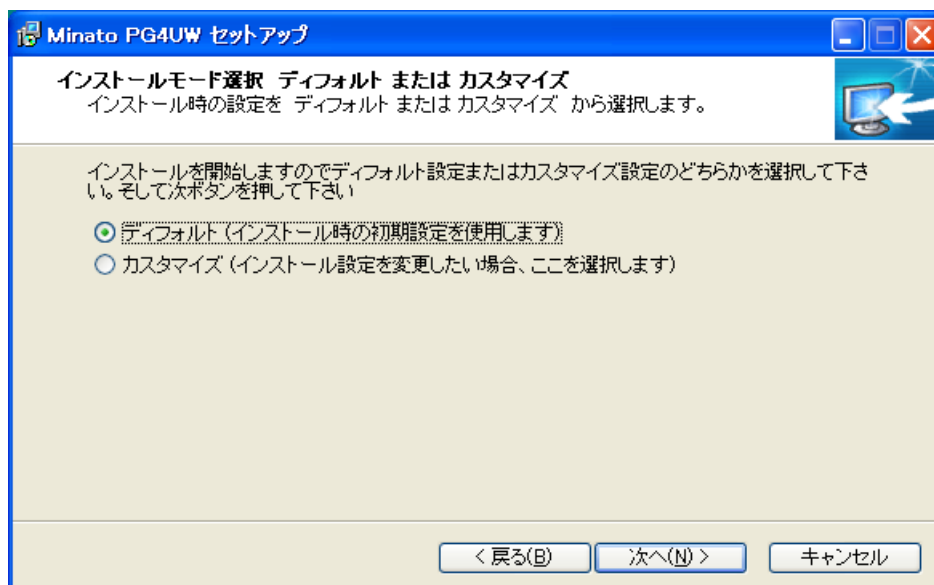 Minato PG4UW セットアップ
インストールモード選択 ディフォルト または カスタマイズ
インストール時の設定を ディフォルト または カスタマイズ から選択します。
インストールを開始しますのでディフォルト設定またはカスタマイズ設定のどちらかを選択して下さ
い。そして次ボタンを押して下さい
ディフォルト(インストール時の初期設定を使用します)
カスタマイズ(インストール設定を変更したい場合、ここを選択します)
< 戻る(B)
次へ(N) >
キャンセル